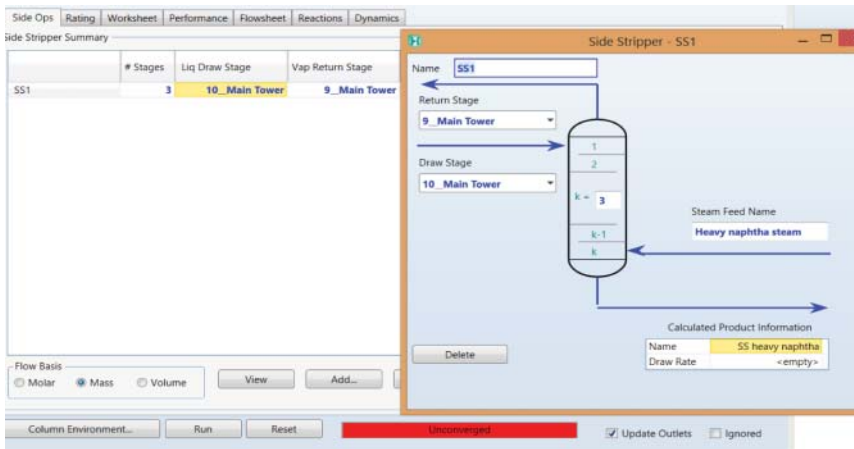 Side Ops Rating Worksheet Performance Flowsheet Reactions Dynamics
Side Stripper Summary
# Stages Liq Draw Stage Vap Return Stage
SS1 3 10__Main Tower 9__Main Tower
Flow Basis
Molar Mass Volume View Add...
Column Environment... Run Reset Unconverged Update Outlets Ignored
Side Stripper - SS1
Name SS1
Return Stage
9__Main Tower
Draw Stage
10__Main Tower
1
2
k = 3
k-1
k
Steam Feed Name
Heavy naphtha steam
Calculated Product Information
Name SS heavy naphtha
Draw Rate <empty>
Delete